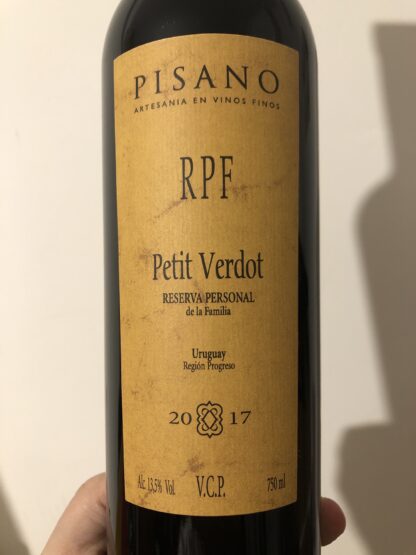 PISANO
ARTESANIA EN VINOS FINOS
RPF
Petit Verdot
RESERVA PERSONAL
de la Familia
Uruguay
Región Progreso
20 17
Alc. 13,5% Vol. V.C.P. 750 ml